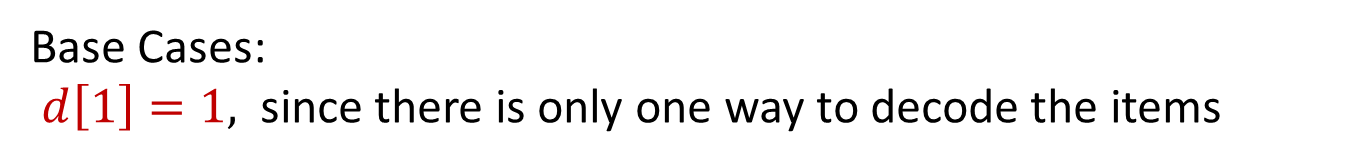 Base Cases:
d[1] = 1, since there is only one way to decode the items